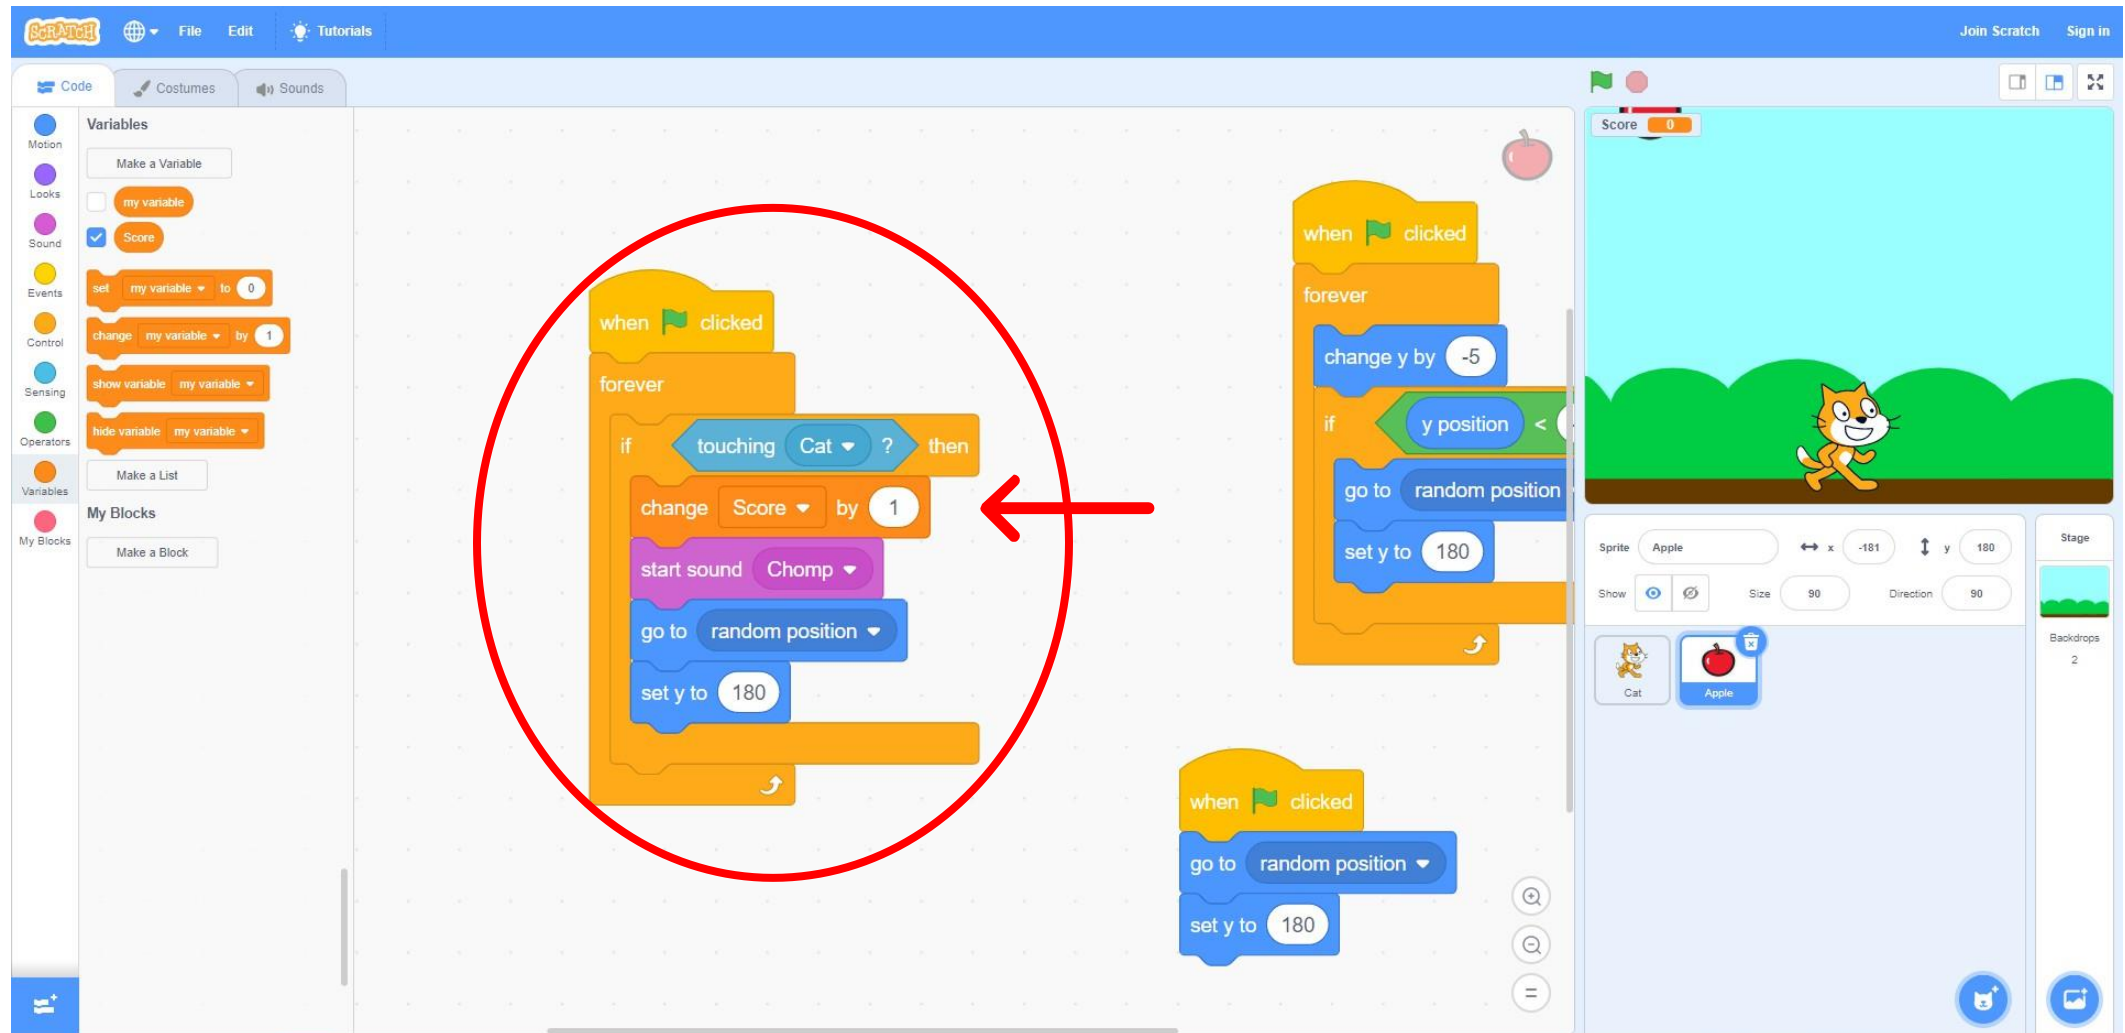 SCRATCH File Edit Tutorials Join Scratch Sign in
Code Costumes Sounds
Motion
Looks
Sound
Events
Control
Sensing
Operators
Variables
My Blocks
Variables
Make a Variable
my variable
Score
set my variable to 0
change my variable by 1
show variable my variable
hide variable my variable
Make a List
My Blocks
Make a Block
when clicked
forever
if touching Cat ? then
change Score by 1
start sound Chomp
go to random position
set y to 180
when clicked
forever
change y by -5
if y position <
go to random position
set y to 180
when clicked
go to random position
set y to 180
Score 0
Sprite Apple x -181 y 180
Show Size 90 Direction 90
Cat
Apple
Stage
Backdrops
2